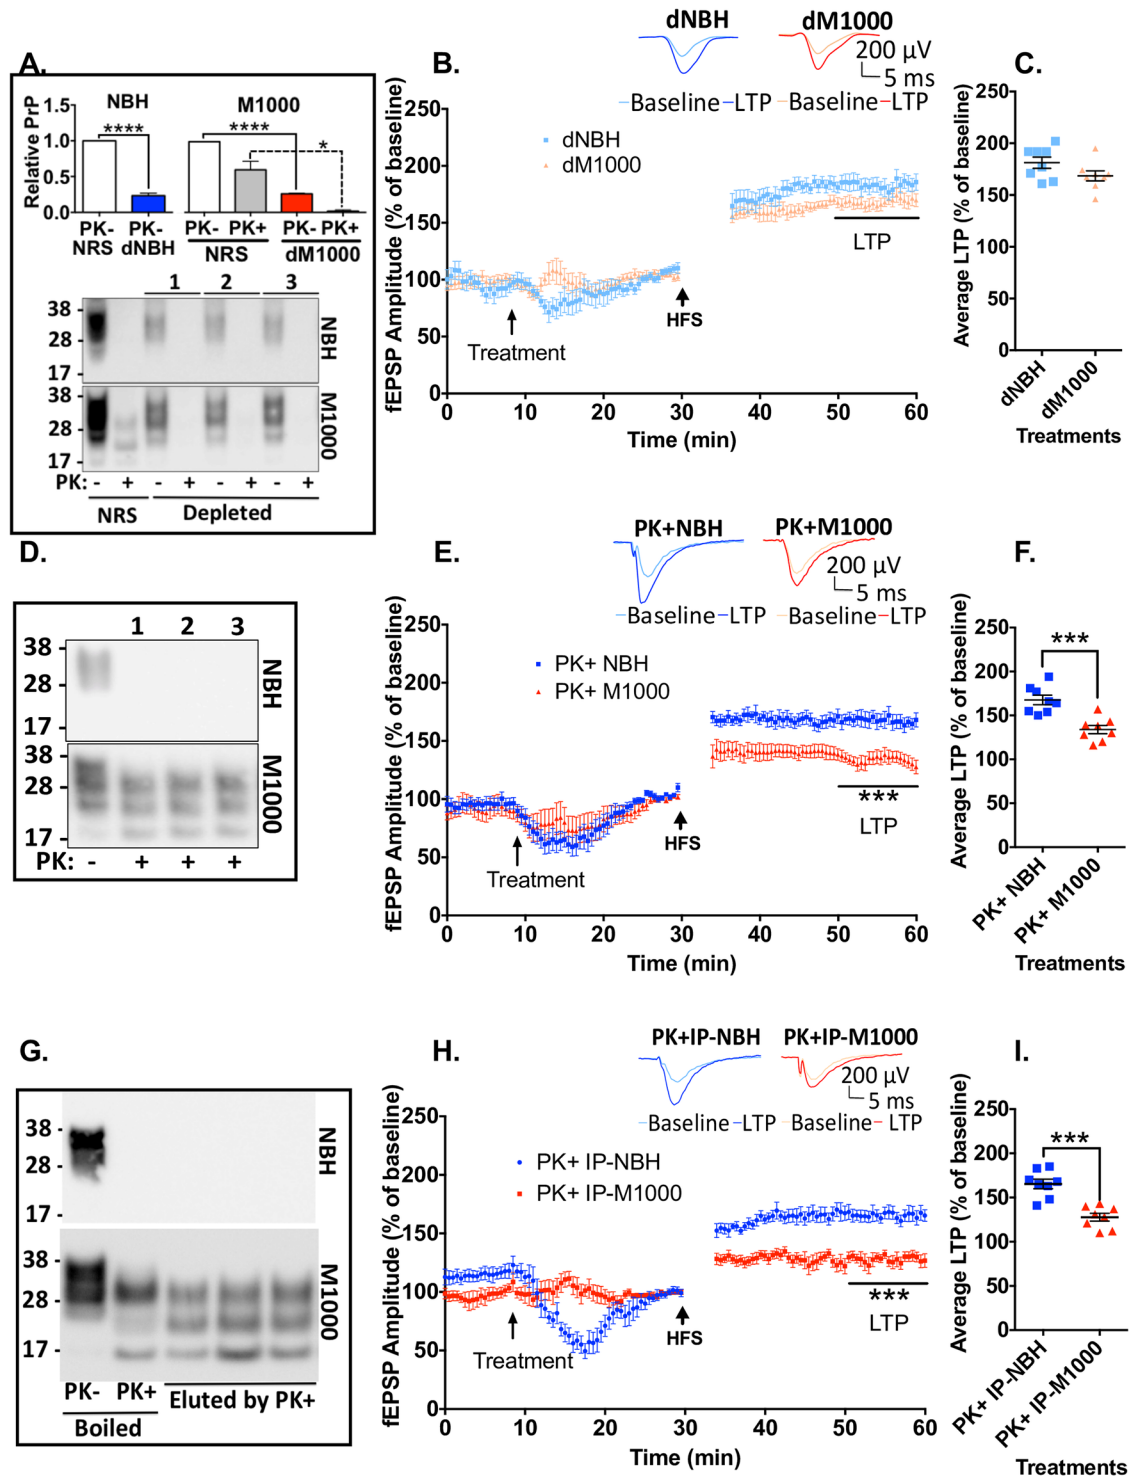 A.
NBH
M1000
Relative PrP
1.5
1.0
0.5
0.0
****
****
*
PK- PK-
NRS dNBH
PK- PK+ PK- PK+
NRS dM1000
1 2 3
38
28
17
NBH
38
28
17
M1000
PK: - + - + - + - +
NRS Depleted
B.
dNBH dM1000
200 µV
5 ms
Baseline LTP Baseline LTP
fEPSP Amplitude (% of baseline)
250
200
150
100
50
0
dNBH
dM1000
LTP
Treatment
HFS
0 10 20 30 40 50 60
Time (min)
C.
Average LTP (% of baseline)
250
200
150
100
50
0
dNBH
dM1000
Treatments
D.
1 2 3
38
28
17
NBH
38
28
17
M1000
PK: - + + +
E.
PK+NBH PK+M1000
200 µV
5 ms
Baseline LTP Baseline LTP
fEPSP Amplitude (% of baseline)
250
200
150
100
50
0
PK+ NBH
PK+ M1000
***
LTP
Treatment
HFS
0 10 20 30 40 50 60
Time (min)
F.
Average LTP (% of baseline)
250
200
150
100
50
0
***
PK+ NBH
PK+ M1000
Treatments
G.
38
28
17
NBH
38
28
17
M1000
PK- PK+ Eluted by PK+
Boiled
H.
PK+IP-NBH PK+IP-M1000
200 µV
5 ms
Baseline LTP Baseline LTP
fEPSP Amplitude (% of baseline)
250
200
150
100
50
0
PK+ IP-NBH
PK+ IP-M1000
***
LTP
Treatment
HFS
0 10 20 30 40 50 60
Time (min)
I.
Average LTP (% of baseline)
250
200
150
100
50
0
***
PK+ IP-NBH
PK+ IP-M1000
Treatments